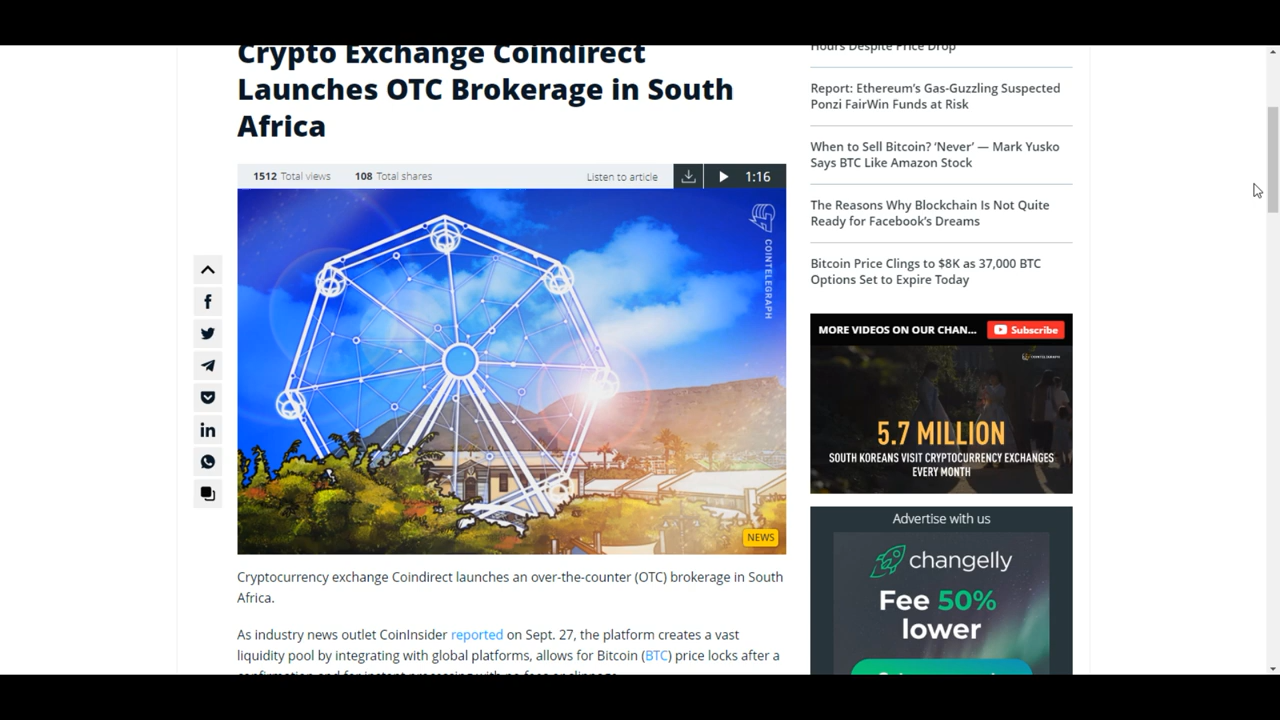 Crypto Exchange Coindirect
Launches OTC Brokerage in South
Africa
1512 Total views 108 Total shares Listen to article 1:16
COINTELEGRAPH
NEWS
Cryptocurrency exchange Coindirect launches an over-the-counter (OTC) brokerage in South
Africa.
As industry news outlet CoinInsider reported on Sept. 27, the platform creates a vast
liquidity pool by integrating with global platforms, allows for Bitcoin (BTC) price locks after a
Hours Despite Price Drop
Report: Ethereum's Gas-Guzzling Suspected
Ponzi FairWin Funds at Risk
When to Sell Bitcoin? 'Never' — Mark Yusko
Says BTC Like Amazon Stock
The Reasons Why Blockchain Is Not Quite
Ready for Facebook's Dreams
Bitcoin Price Clings to $8K as 37,000 BTC
Options Set to Expire Today
MORE VIDEOS ON OUR CHAN... Subscribe
5.7 MILLION
SOUTH KOREANS VISIT CRYPTOCURRENCY EXCHANGES
EVERY MONTH
Advertise with us
changelly
Fee 50%
lower